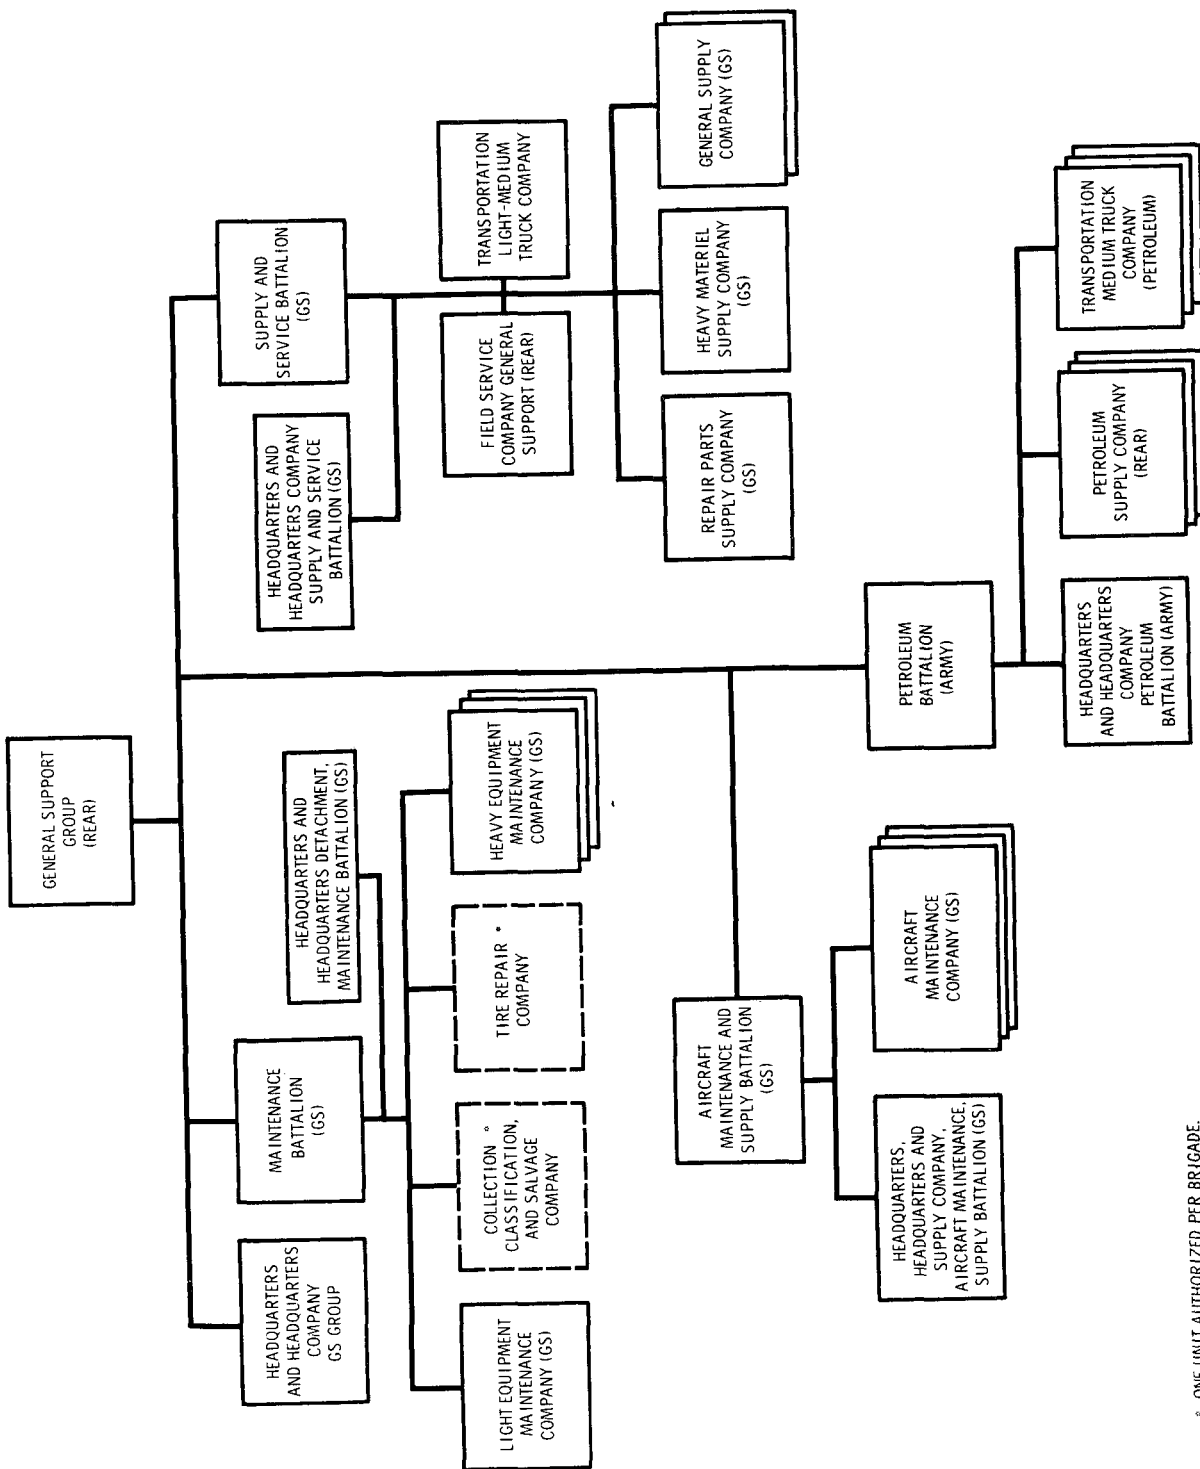 GENERAL SUPPORT
GROUP
(REAR)
HEADQUARTERS
AND HEADQUARTERS
COMPANY
GS GROUP
MAINTENANCE
BATTALION
(GS)
SUPPLY AND
SERVICE BATTALION
(GS)
HEADQUARTERS AND
HEADQUARTERS DETACHMENT,
MAINTENANCE BATTALION (GS)
HEADQUARTERS AND
HEADQUARTERS COMPANY
SUPPLY AND SERVICE
BATTALION (GS)
LIGHT EQUIPMENT
MAINTENANCE
COMPANY (GS)
COLLECTION *
CLASSIFICATION,
AND SALVAGE
COMPANY
TIRE REPAIR *
COMPANY
HEAVY EQUIPMENT
MAINTENANCE
COMPANY (GS)
FIELD SERVICE
COMPANY GENERAL
SUPPORT (REAR)
TRANSPORTATION
LIGHT-MEDIUM
TRUCK COMPANY
REPAIR PARTS
SUPPLY COMPANY
(GS)
HEAVY MATERIEL
SUPPLY COMPANY
(GS)
GENERAL SUPPLY
COMPANY (GS)
AIRCRAFT
MAINTENANCE AND
SUPPLY BATTALION
(GS)
PETROLEUM
BATTALION
(ARMY)
HEADQUARTERS,
HEADQUARTERS AND
SUPPLY COMPANY,
AIRCRAFT MAINTENANCE,
SUPPLY BATTALION (GS)
AIRCRAFT
MAINTENANCE
COMPANY (GS)
HEADQUARTERS
AND HEADQUARTERS
COMPANY
PETROLEUM
BATTALION (ARMY)
PETROLEUM
SUPPLY COMPANY
(REAR)
TRANSPORTATION
MEDIUM TRUCK
COMPANY
(PETROLEUM)
* ONE UNIT AUTHORIZED PER BRIGADE.